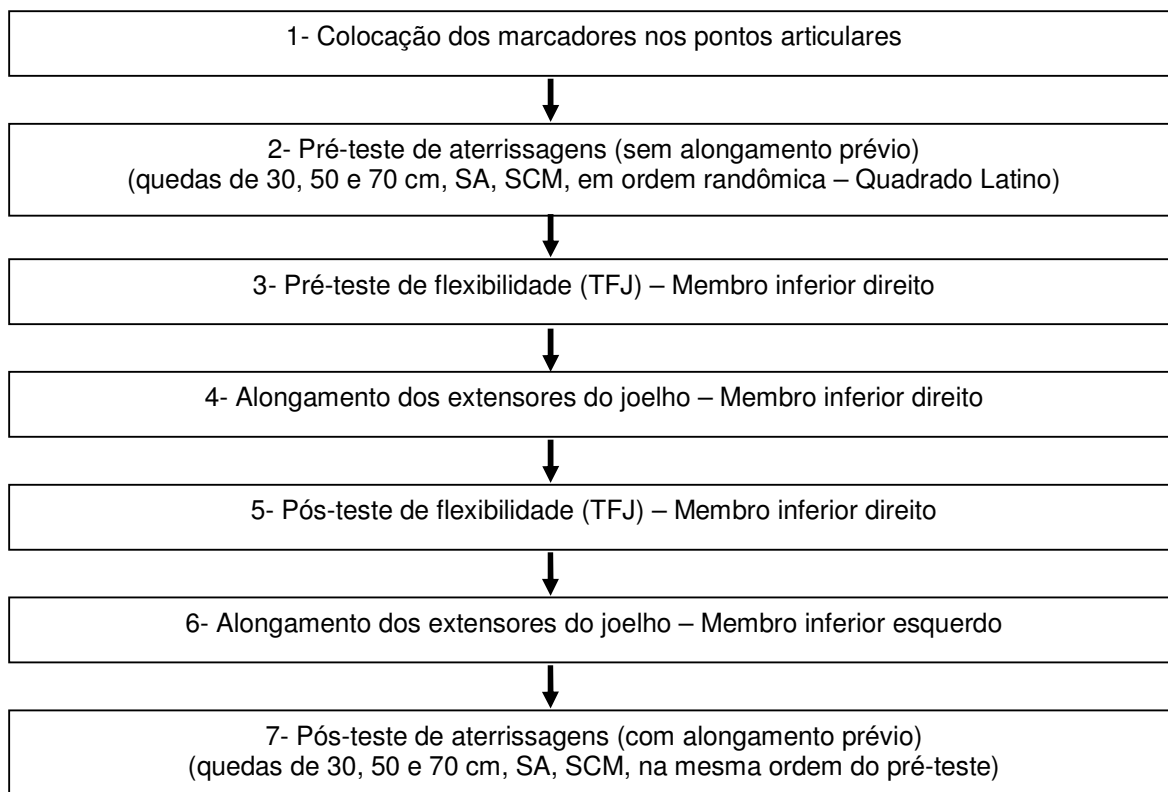 1- Colocação dos marcadores nos pontos articulares
2- Pré-teste de aterrissagens (sem alongamento prévio)
(quedas de 30, 50 e 70 cm, SA, SCM, em ordem randômica – Quadrado Latino)
3- Pré-teste de flexibilidade (TFJ) – Membro inferior direito
4- Alongamento dos extensores do joelho – Membro inferior direito
5- Pós-teste de flexibilidade (TFJ) – Membro inferior direito
6- Alongamento dos extensores do joelho – Membro inferior esquerdo
7- Pós-teste de aterrissagens (com alongamento prévio)
(quedas de 30, 50 e 70 cm, SA, SCM, na mesma ordem do pré-teste)